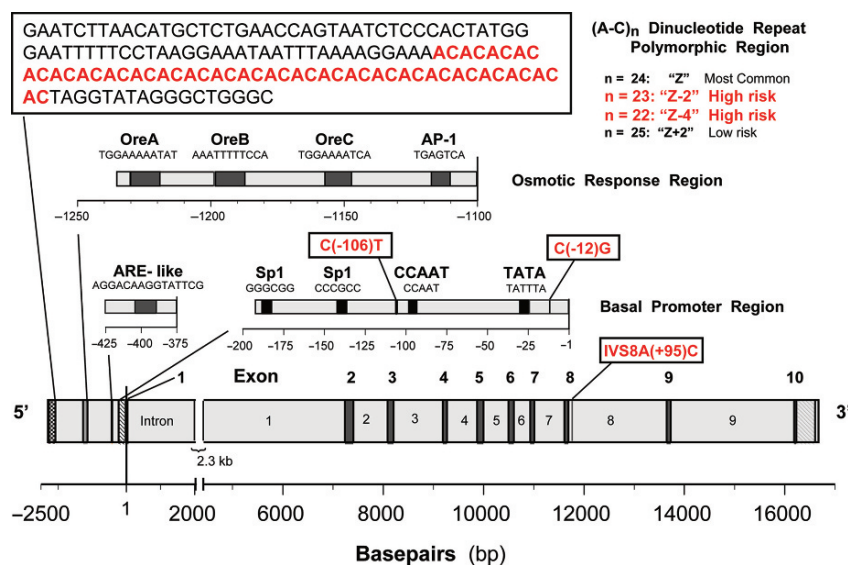 GAATCTTAACATGCTCTGAACCAGTAATCTCCCACTATGG
GAATTTTTCCTAAGGAAATAATTTAAAAGGAAAACACACAC
ACACACACACACACACACACACACACACACACACACACAC
ACTAGGTATAGGGCTGGGC
(A-C)n Dinucleotide Repeat
Polymorphic Region
n = 24: “Z” Most Common
n = 23: “Z-2” High risk
n = 22: “Z-4” High risk
n = 25: “Z+2” Low risk
OreA OreB OreC AP-1
TGGAAAAATAT AAATTTTTCCA TGGAAAATCA TGAGTCA
Osmotic Response Region
–1250 –1200 –1150 –1100
C(-106)T C(-12)G
ARE- like Sp1 Sp1 CCAAT TATA
AGGACAAGGTATTCG GGGCGG CCCGCC CCAAT TATTTA
Basal Promoter Region
–425 –400 –375
–200 –175 –150 –125 –100 –75 –50 –25 –1
IVS8A(+95)C
1 Exon 2 3 4 5 6 7 8 9 10
5’ Intron 1 2 3 4 5 6 7 8 9 3’
2.3 kb
–2500 1 2000 6000 8000 10000 12000 14000 16000
Basepairs (bp)